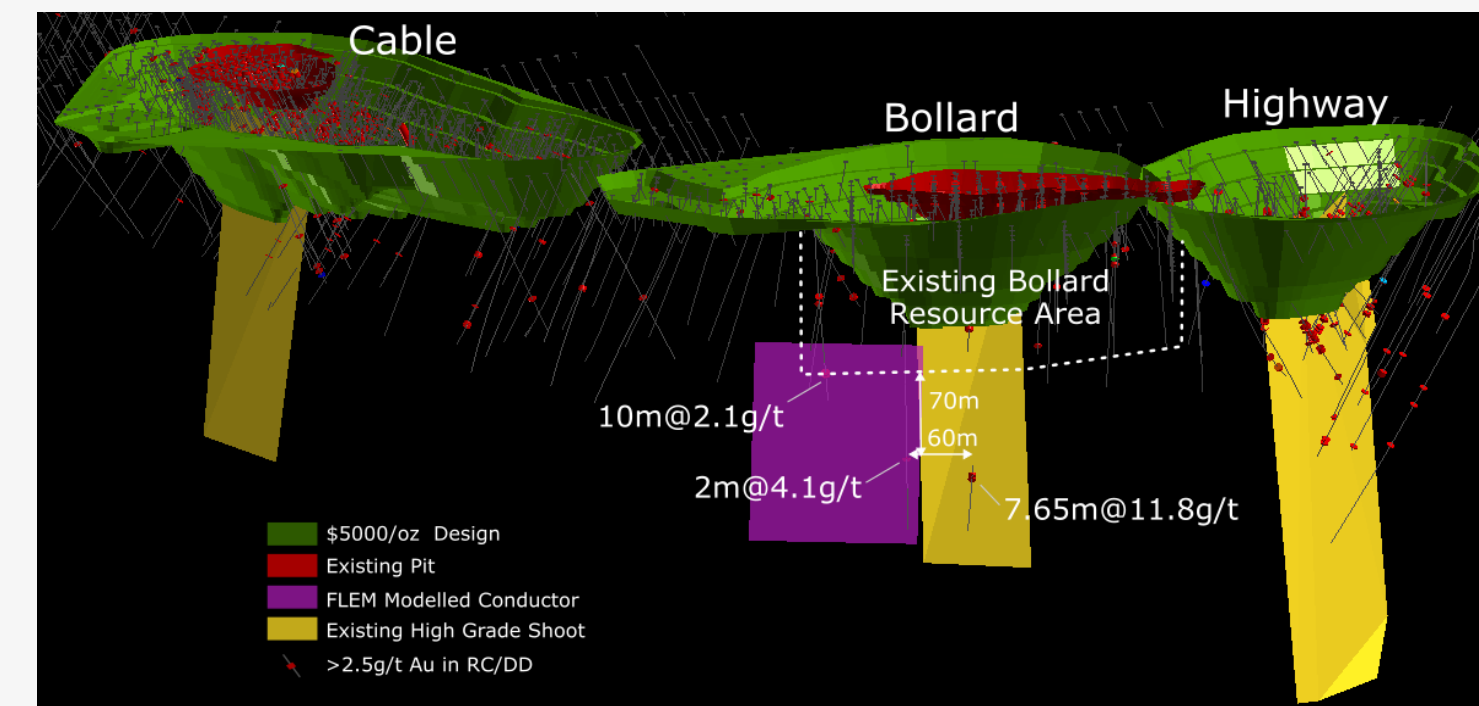 Cable
Bollard
Highway
Existing Bollard
Resource Area
10m@2.1g/t
70m
60m
2m@4.1g/t
7.65m@11.8g/t
$5000/oz  Design
Existing Pit
FLEM Modelled Conductor
Existing High Grade Shoot
>2.5g/t Au in RC/DD